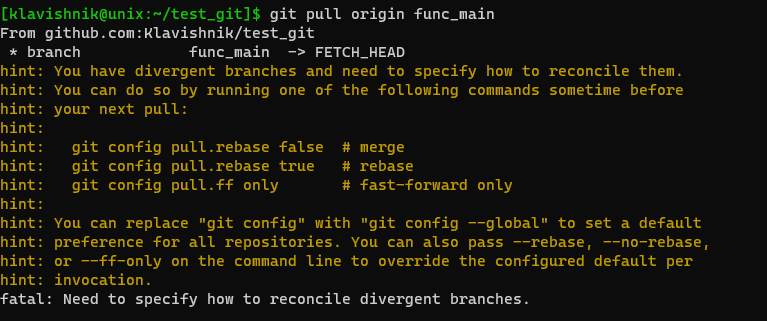 [klavishnik@unix:~/test_git]$ git pull origin func_main
From github.com:Klavishnik/test_git
 * branch            func_main  -> FETCH_HEAD
hint: You have divergent branches and need to specify how to reconcile them.
hint: You can do so by running one of the following commands sometime before
hint: your next pull:
hint:
hint:   git config pull.rebase false  # merge
hint:   git config pull.rebase true   # rebase
hint:   git config pull.ff only       # fast-forward only
hint:
hint: You can replace "git config" with "git config --global" to set a default
hint: preference for all repositories. You can also pass --rebase, --no-rebase,
hint: or --ff-only on the command line to override the configured default per
hint: invocation.
fatal: Need to specify how to reconcile divergent branches.